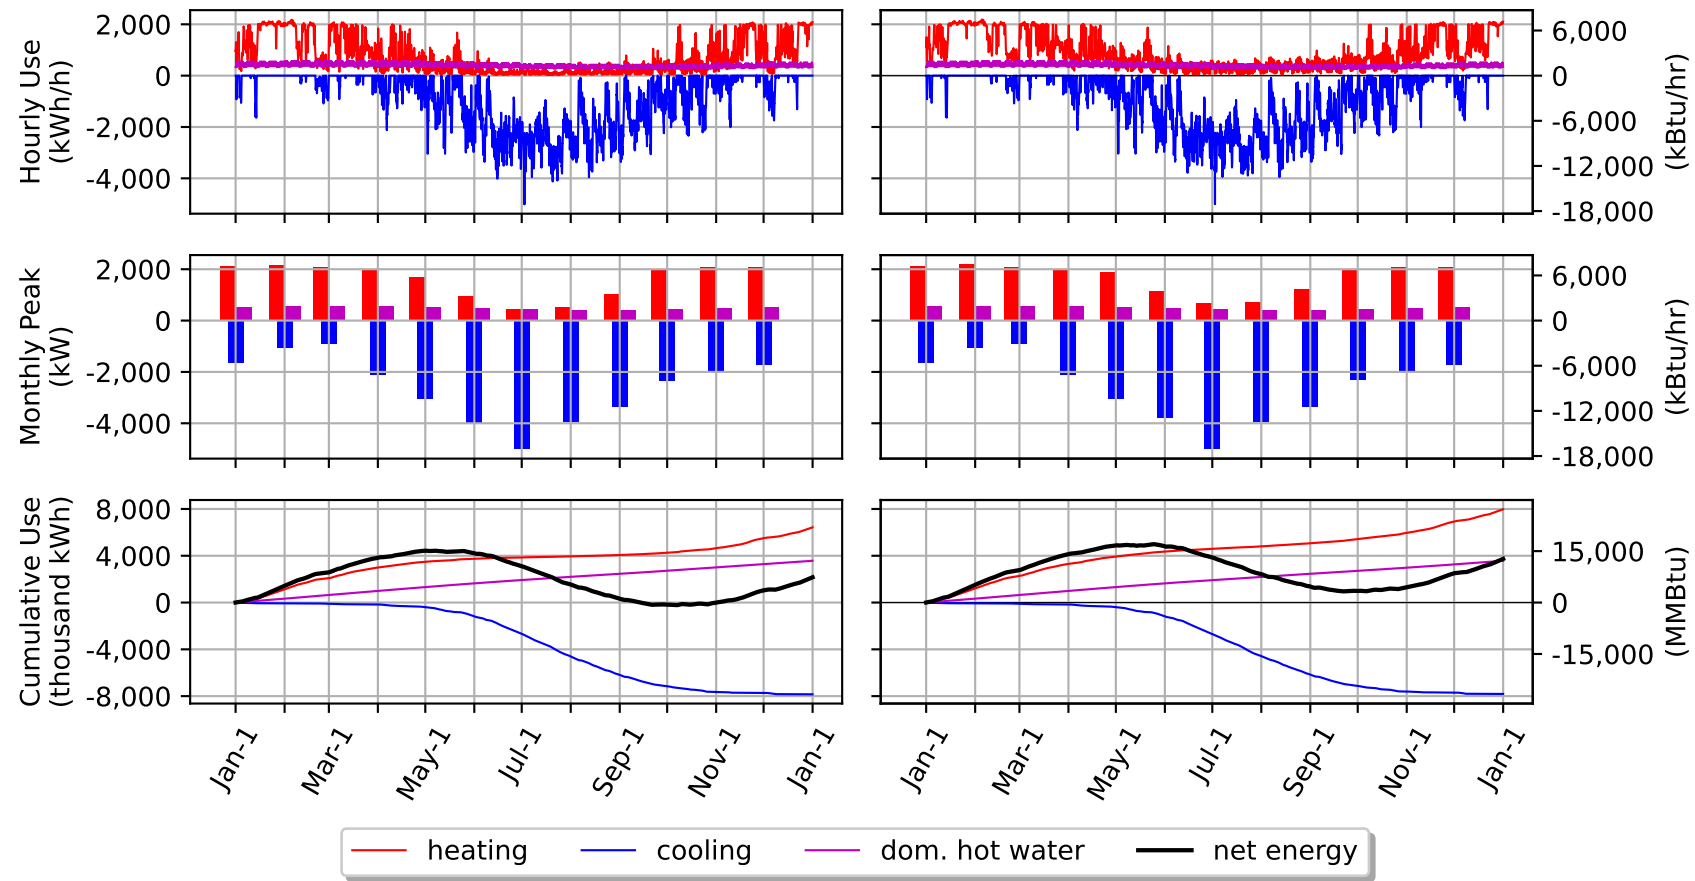 Hourly Use
(kWh/h)
2,000
0
-2,000
-4,000
6,000
0
-6,000
-12,000
-18,000
(kBtu/hr)
Monthly Peak
(kW)
2,000
0
-2,000
-4,000
6,000
0
-6,000
-12,000
-18,000
(kBtu/hr)
Cumulative Use
(thousand kWh)
8,000
4,000
0
-4,000
-8,000
15,000
0
-15,000
(MMBtu)
Jan-1 Mar-1 May-1 Jul-1 Sep-1 Nov-1 Jan-1
Jan-1 Mar-1 May-1 Jul-1 Sep-1 Nov-1 Jan-1
heating cooling dom. hot water net energy